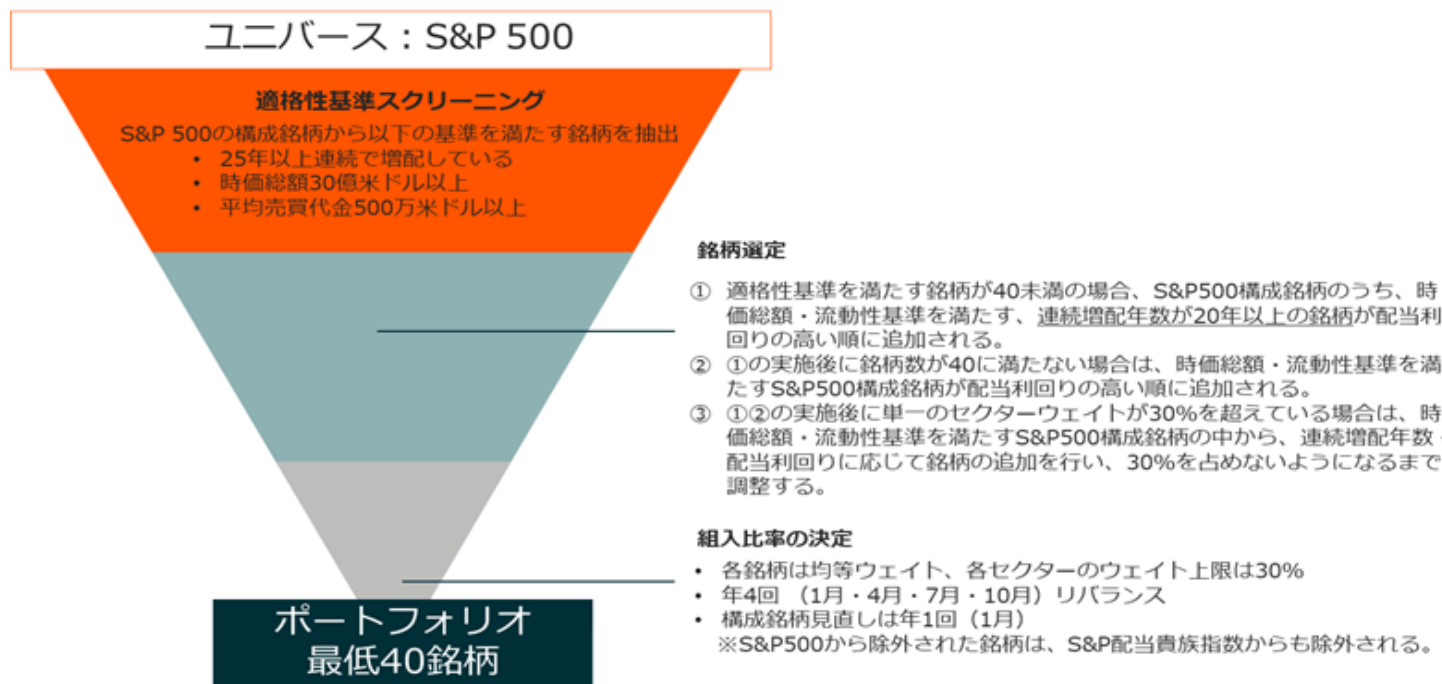 ユニバース：S&P 500
適格性基準スクリーニング
S&P 500の構成銘柄から以下の基準を満たす銘柄を抽出
• 25年以上連続で増配している
• 時価総額30億米ドル以上
• 平均売買代金500万米ドル以上
銘柄選定
① 適格性基準を満たす銘柄が40未満の場合、S&P500構成銘柄のうち、時
価総額・流動性基準を満たす、連続増配年数が20年以上の銘柄が配当利
回りの高い順に追加される。
② ①の実施後に銘柄数が40に満たない場合は、時価総額・流動性基準を満
たすS&P500構成銘柄が配当利回りの高い順に追加される。
③ ①②の実施後に単一のセクターウェイトが30%を超えている場合は、時
価総額・流動性基準を満たすS&P500構成銘柄の中から、連続増配年数・
配当利回りに応じて銘柄の追加を行い、30%を占めないようになるまで
調整する。
組入比率の決定
• 各銘柄は均等ウェイト、各セクターのウェイト上限は30%
• 年4回 （1月・4月・7月・10月）リバランス
• 構成銘柄見直しは年1回（1月）
※S&P500から除外された銘柄は、S&P配当貴族指数からも除外される。
ポートフォリオ
最低40銘柄